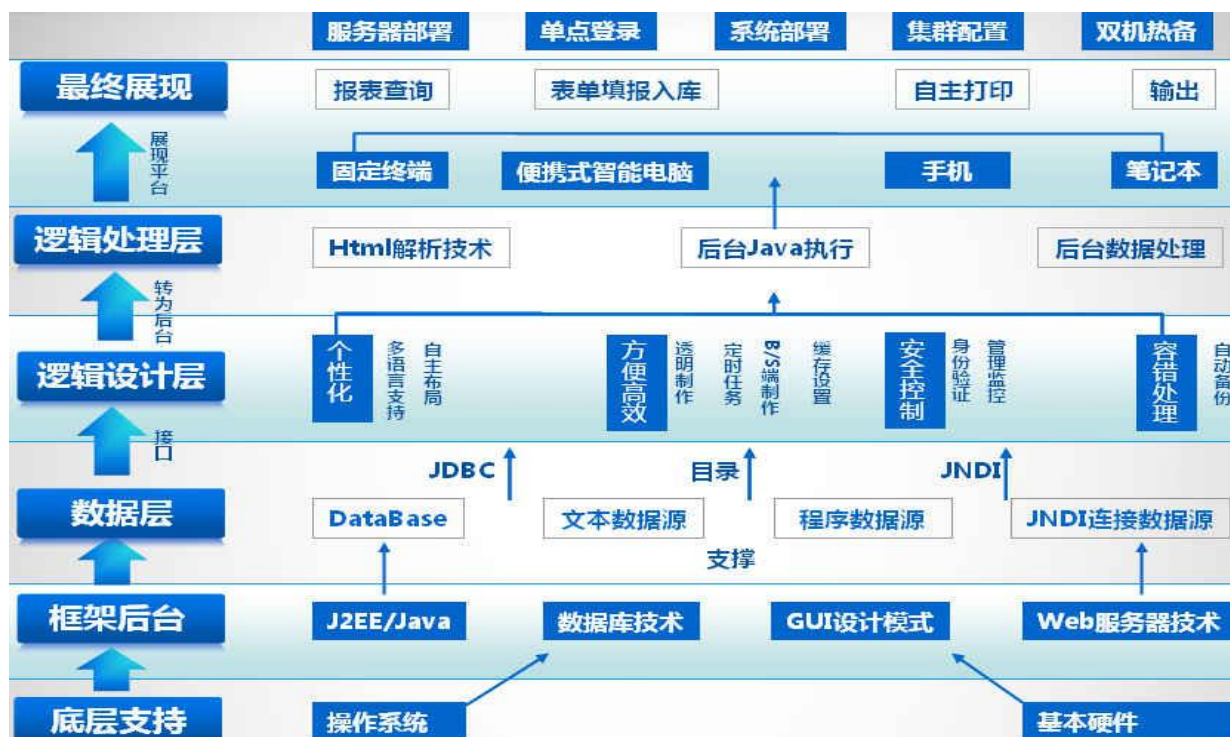 服务器部署 单点登录 系统部署 集群配置 双机热备
最终展现 报表查询 表单填报入库 自主打印 输出
展现平台
固定终端 便携式智能电脑 手机 笔记本
逻辑处理层 Html解析技术 后台Java执行 后台数据处理
转为后台
逻辑设计层 个性化 多语言支持 自主布局 方便高效 透明制作 定时任务 B/S端制作 缓存设置 安全控制 身份验证 管理监控 容错处理 自动备份
接口
JDBC 目录 JNDI
数据层 DataBase 文本数据源 程序数据源 JNDI连接数据源
支撑
框架后台 J2EE/Java 数据库技术 GUI设计模式 Web服务器技术
底层支持 操作系统 基本硬件